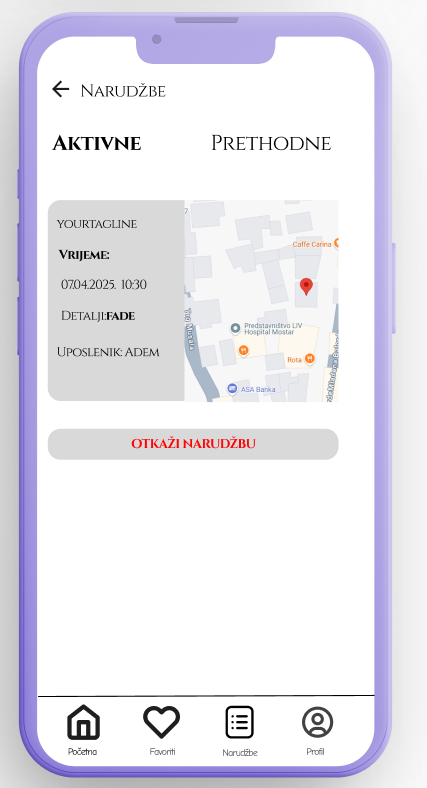 Narudžbe
Aktivne
Prethodne
yourtagline
Vrijeme:
07.04.2025. 10:30
Detalji:fade
Uposlenik: Adem
7
Caffe Carina
Predstavništvo LIV
Hospital Mostar
Rota
ASA Banka
OTKAŽI NARUDŽBU
Početna
Favoriti
Narudžbe
Profil